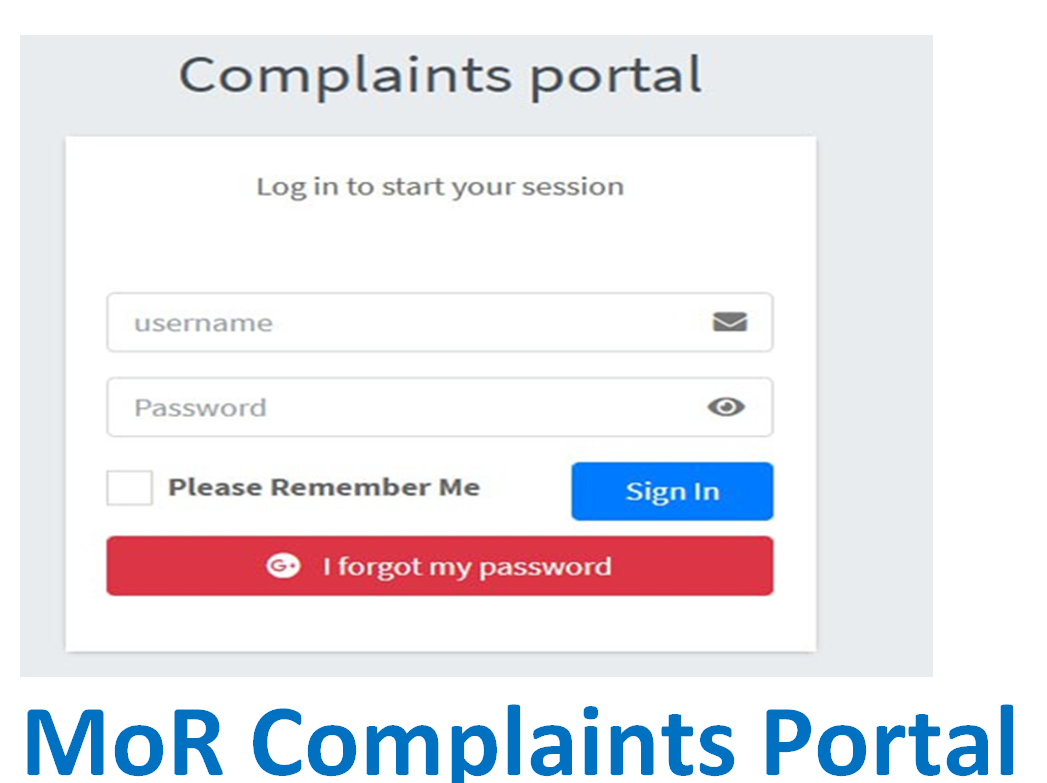 Complaints portal
Log in to start your session
username
Password
Please Remember Me
Sign In
G+ I forgot my password
MoR Complaints Portal